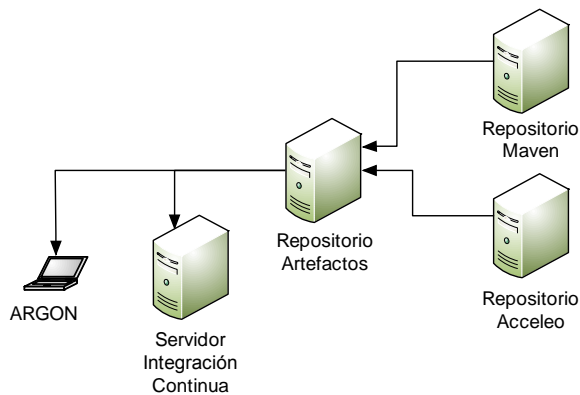 Repositorio
Maven
Repositorio
Artefactos
Repositorio
Acceleo
ARGON
Servidor
Integración
Continua